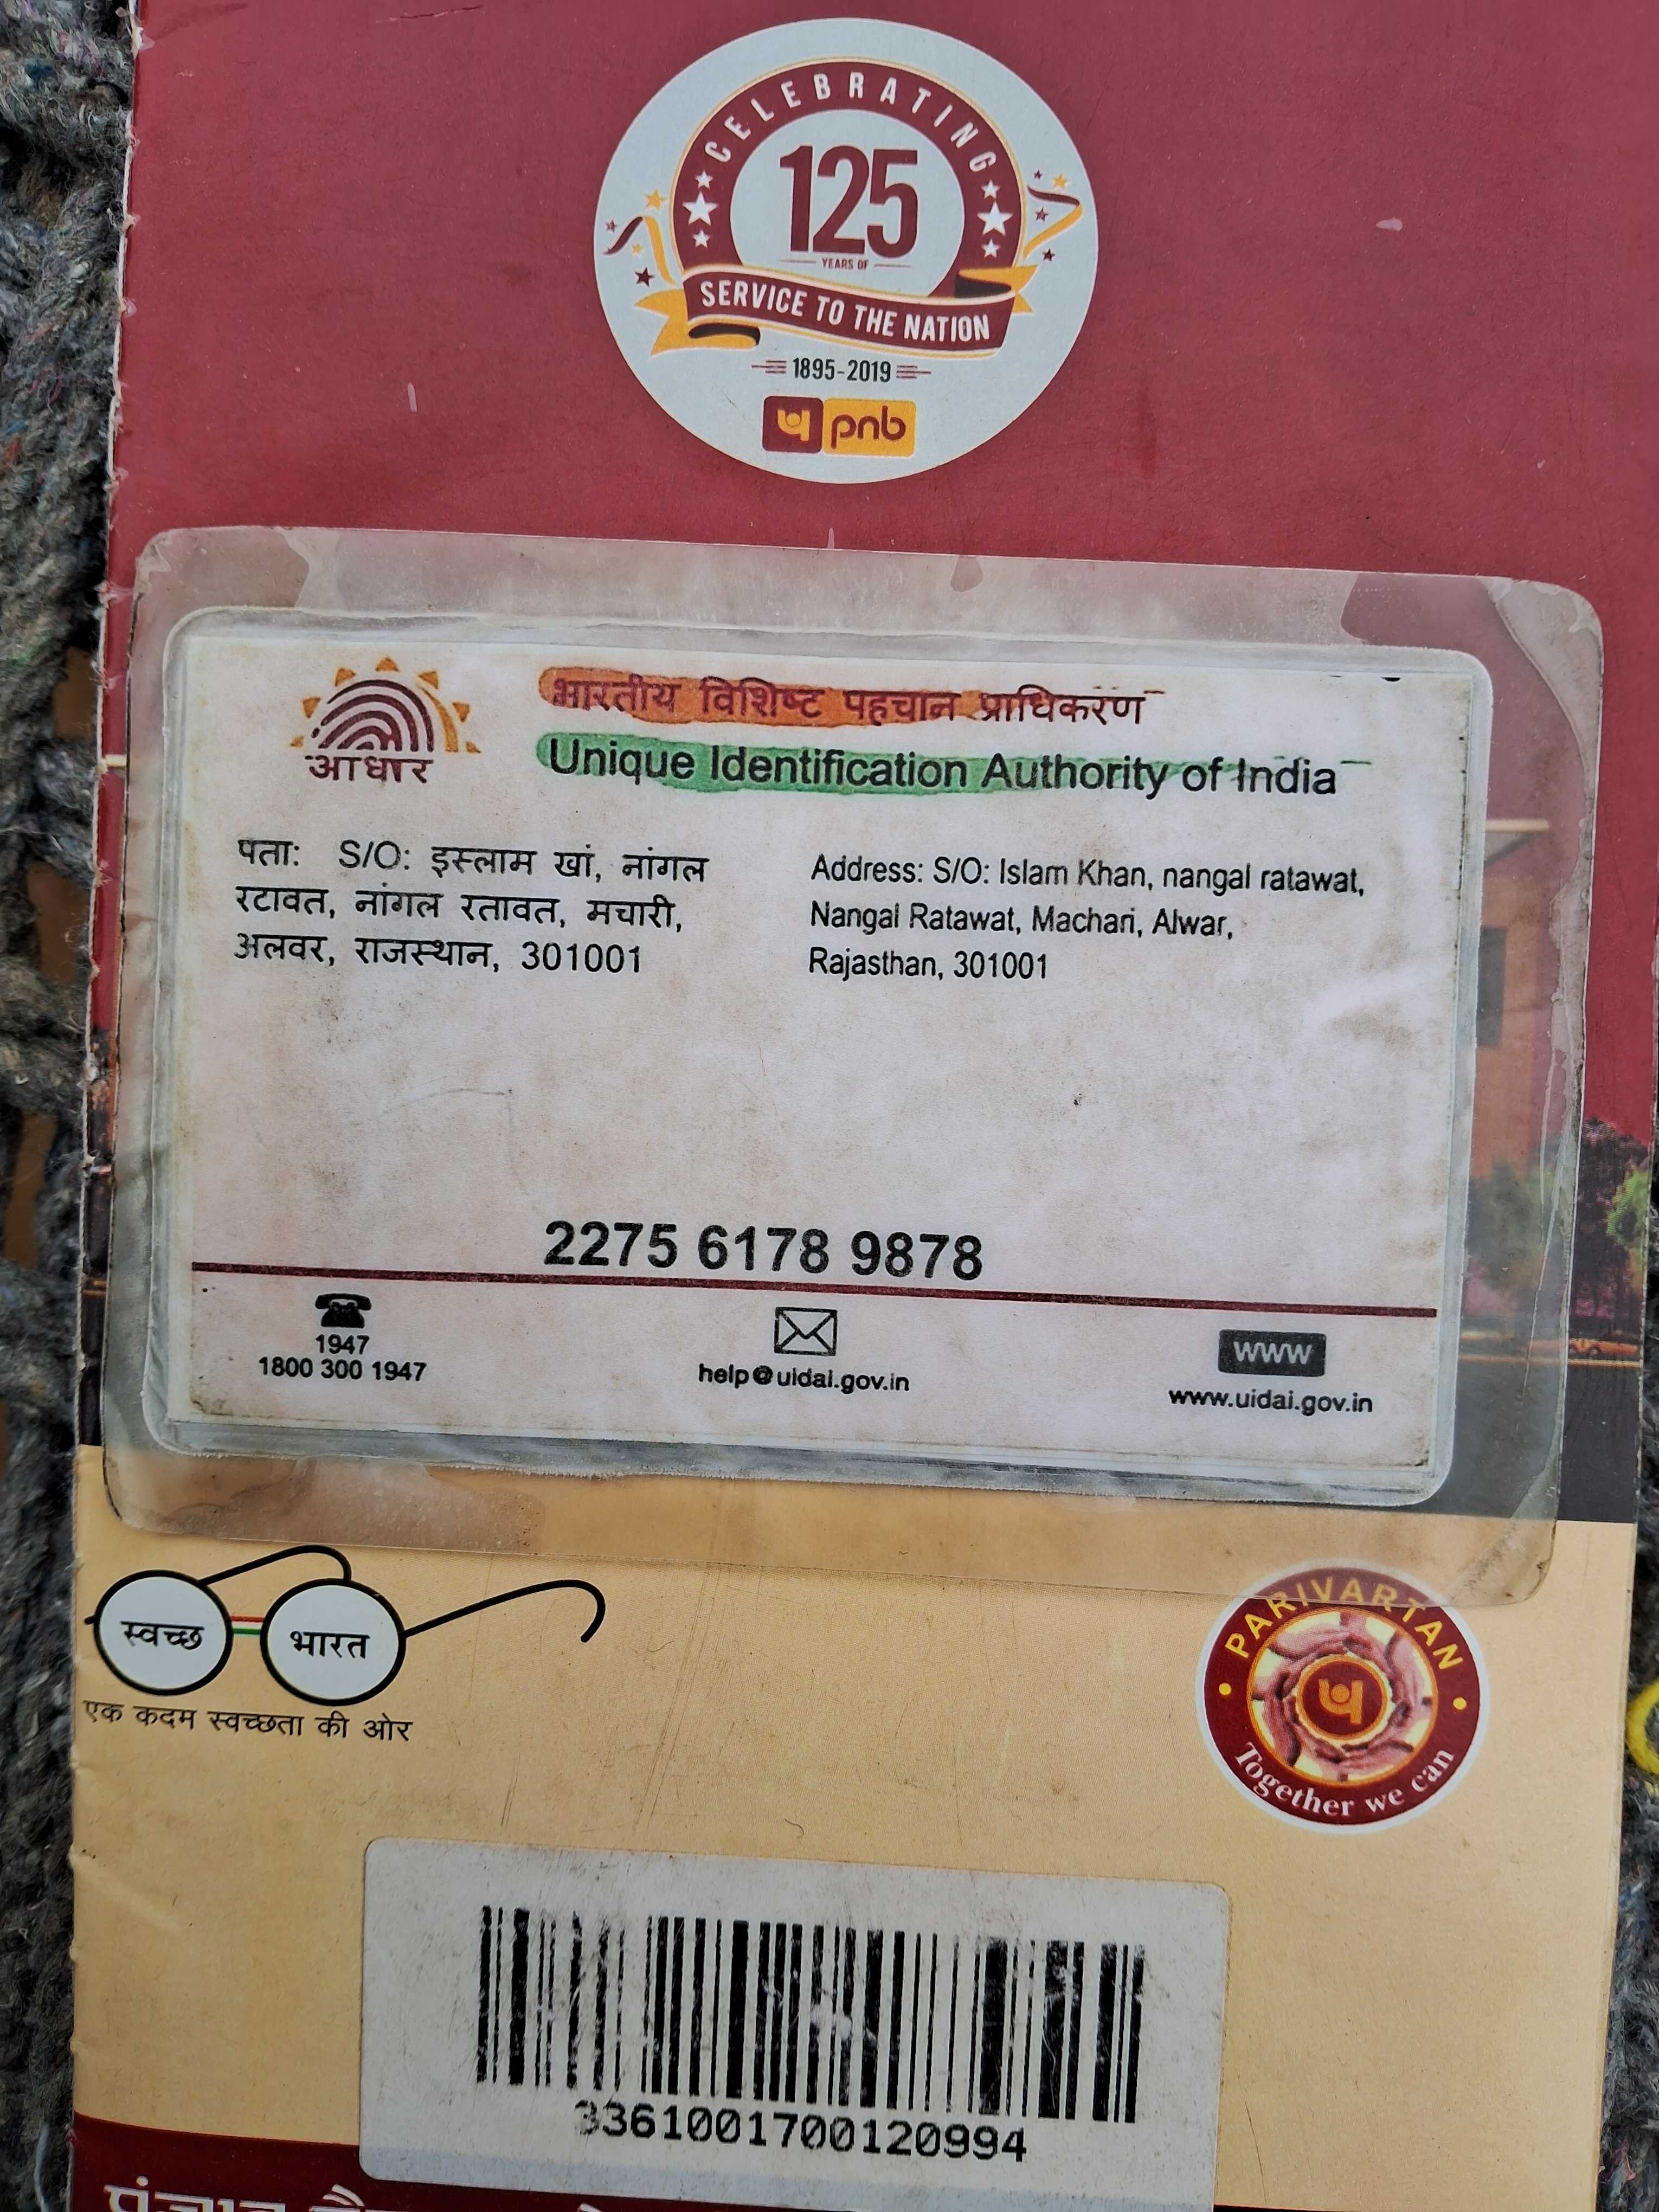 CELEBRATING
125
YEARS OF
SERVICE TO THE NATION
1895-2019
pnb
आधार
भारतीय विशिष्ट पहचान प्राधिकरण
Unique Identification Authority of India
पता: S/O: इस्लाम खां, नांगल
रटावत, नांगल रतावत, मचारी,
अलवर, राजस्थान, 301001
Address: S/O: Islam Khan, nangal ratawat,
Nangal Ratawat, Machari, Alwar,
Rajasthan, 301001
2275 6178 9878
1947
1800 300 1947
help@uidai.gov.in
www
www.uidai.gov.in
स्वच्छ भारत
एक कदम स्वच्छता की ओर
PARIVARTAN
Together we can
3361001700120994